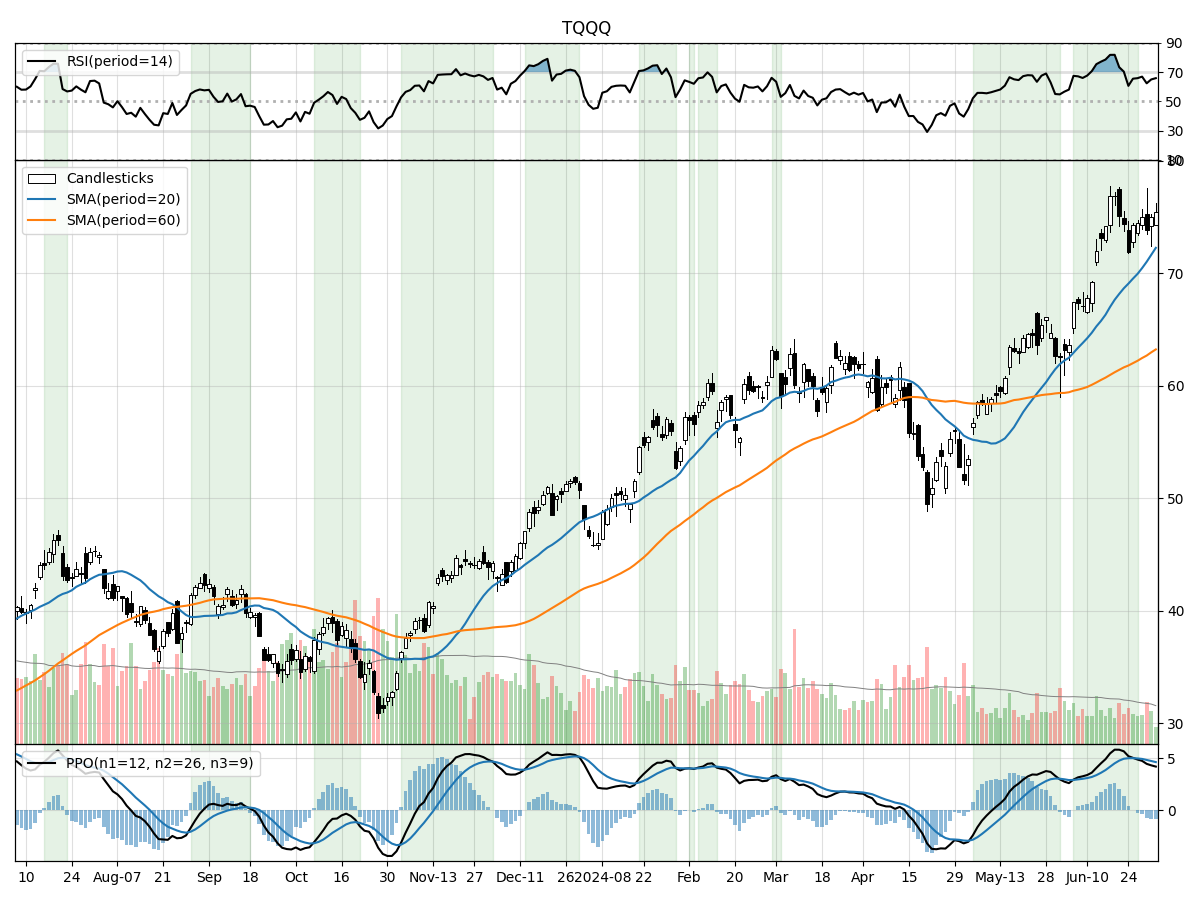 TQQQ
RSI(period=14)
90
70
50
30
10
80
Candlesticks
SMA(period=20)
SMA(period=60)
70
60
50
40
30
PPO(n1=12, n2=26, n3=9)
5
0
10 24 Aug-07 21 Sep 18 Oct 16 30 Nov-13 27 Dec-11 26 2024-08 22 Feb 20 Mar 18 Apr 15 29 May-13 28 Jun-10 24